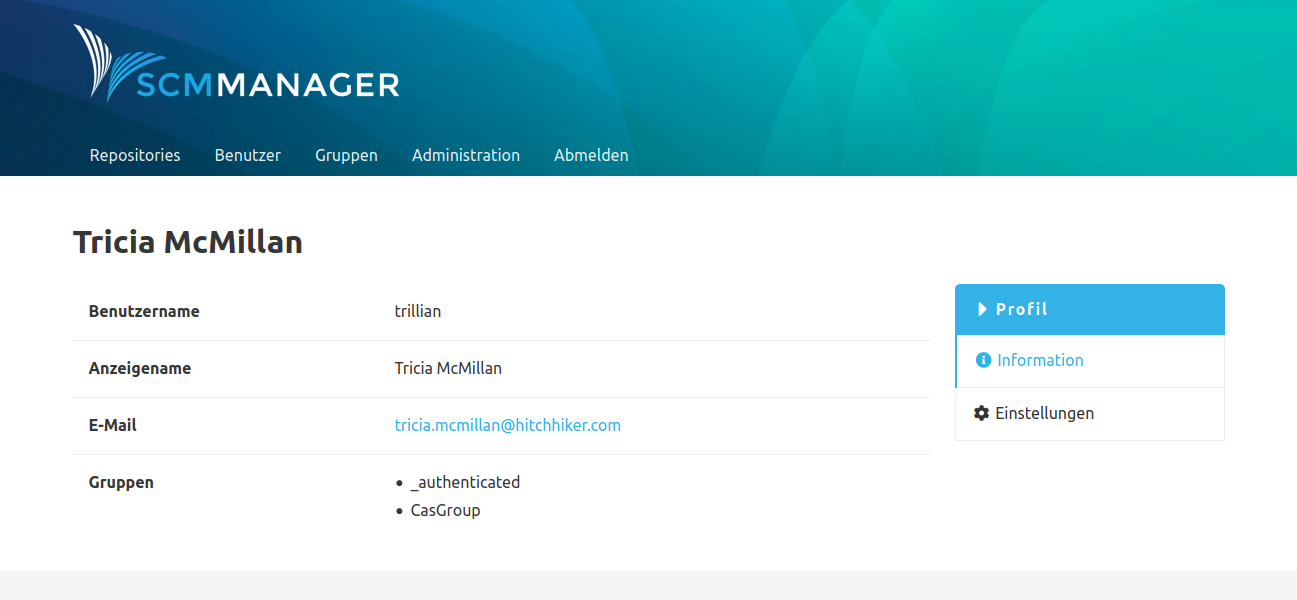 SCMMANAGER
Repositories Benutzer Gruppen Administration Abmelden
Tricia McMillan
Benutzername trillian
Anzeigename Tricia McMillan
E-Mail tricia.mcmillan@hitchhiker.com
Gruppen • _authenticated
• CasGroup
Profil
Information
Einstellungen